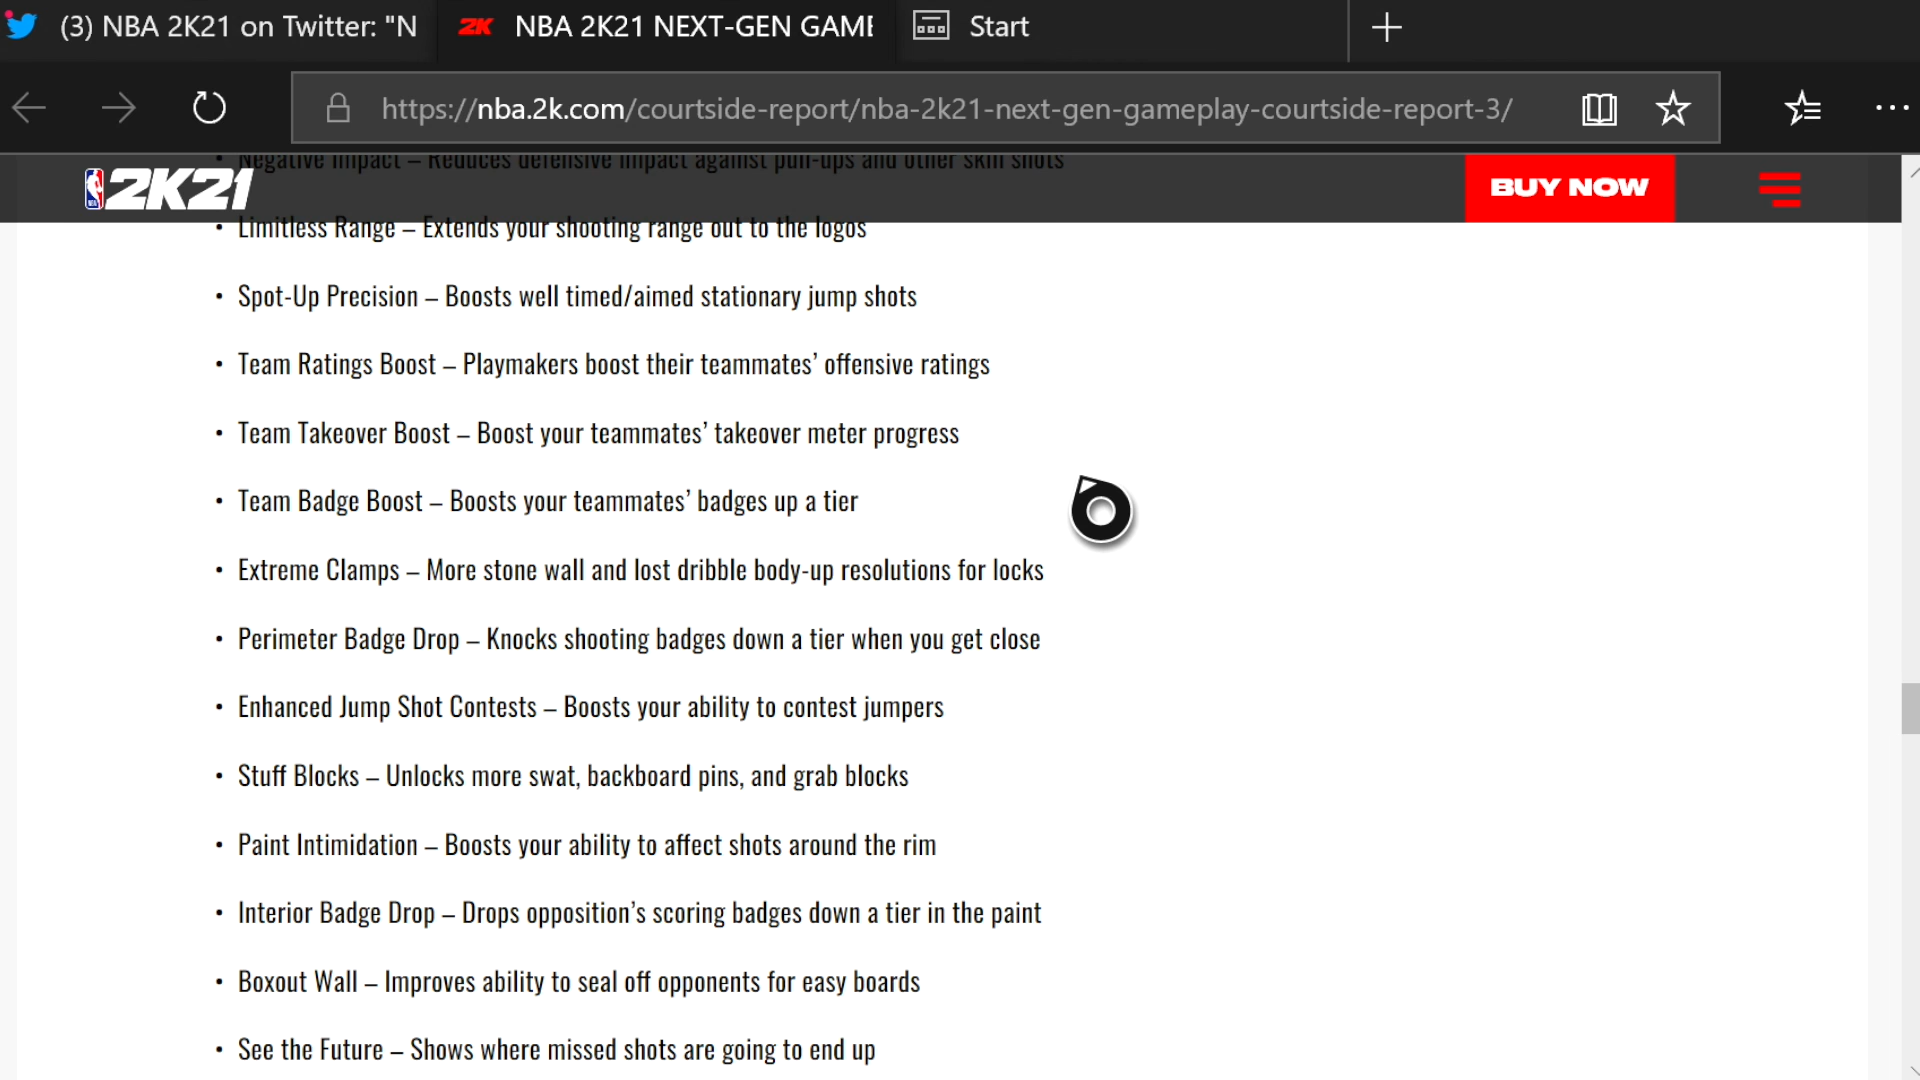 (3) NBA 2K21 on Twitter: "N
2K NBA 2K21 NEXT-GEN GAME
Start
https://nba.2k.com/courtside-report/nba-2k21-next-gen-gameplay-courtside-report-3/
• Negative Impact – Reduces defensive impact against pull-ups and other skill shots
2K21
BUY NOW
• Limitless Range – Extends your shooting range out to the logos
• Spot-Up Precision – Boosts well timed/aimed stationary jump shots
• Team Ratings Boost – Playmakers boost their teammates’ offensive ratings
• Team Takeover Boost – Boost your teammates’ takeover meter progress
• Team Badge Boost – Boosts your teammates’ badges up a tier
• Extreme Clamps – More stone wall and lost dribble body-up resolutions for locks
• Perimeter Badge Drop – Knocks shooting badges down a tier when you get close
• Enhanced Jump Shot Contests – Boosts your ability to contest jumpers
• Stuff Blocks – Unlocks more swat, backboard pins, and grab blocks
• Paint Intimidation – Boosts your ability to affect shots around the rim
• Interior Badge Drop – Drops opposition’s scoring badges down a tier in the paint
• Boxout Wall – Improves ability to seal off opponents for easy boards
• See the Future – Shows where missed shots are going to end up